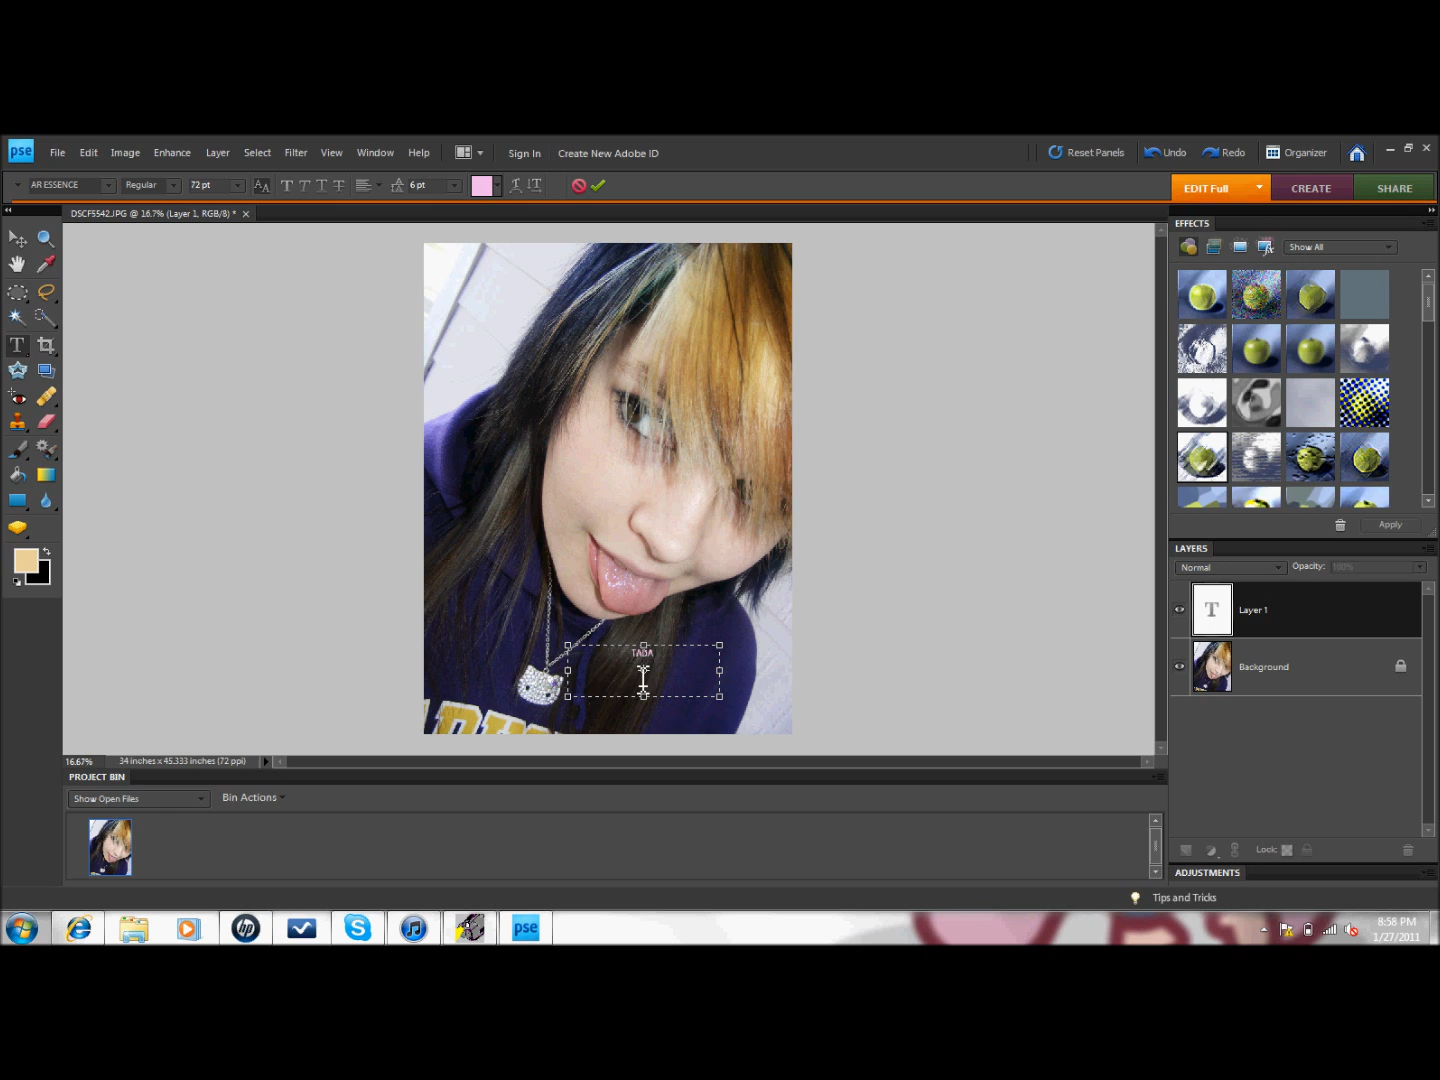 pse File Edit Image Enhance Layer Select Filter View Window Help Sign In Create New Adobe ID Reset Panels Undo Redo Organizer
AR ESSENCE Regular 72 pt AA T T T T 6 pt T T EDIT Full CREATE SHARE
DSCF5542.JPG @ 16.7% (Layer 1, RGB/8) * x
EFFECTS
Show All
T
Apply
LAYERS
Normal Opacity: 100%
T Layer 1
TADA
Background
16.67% 34 inches x 45.333 inches (72 ppi)
PROJECT BIN
Show Open Files Bin Actions
Lock:
ADJUSTMENTS
Tips and Tricks
hp S pse
8:58 PM
1/27/2011